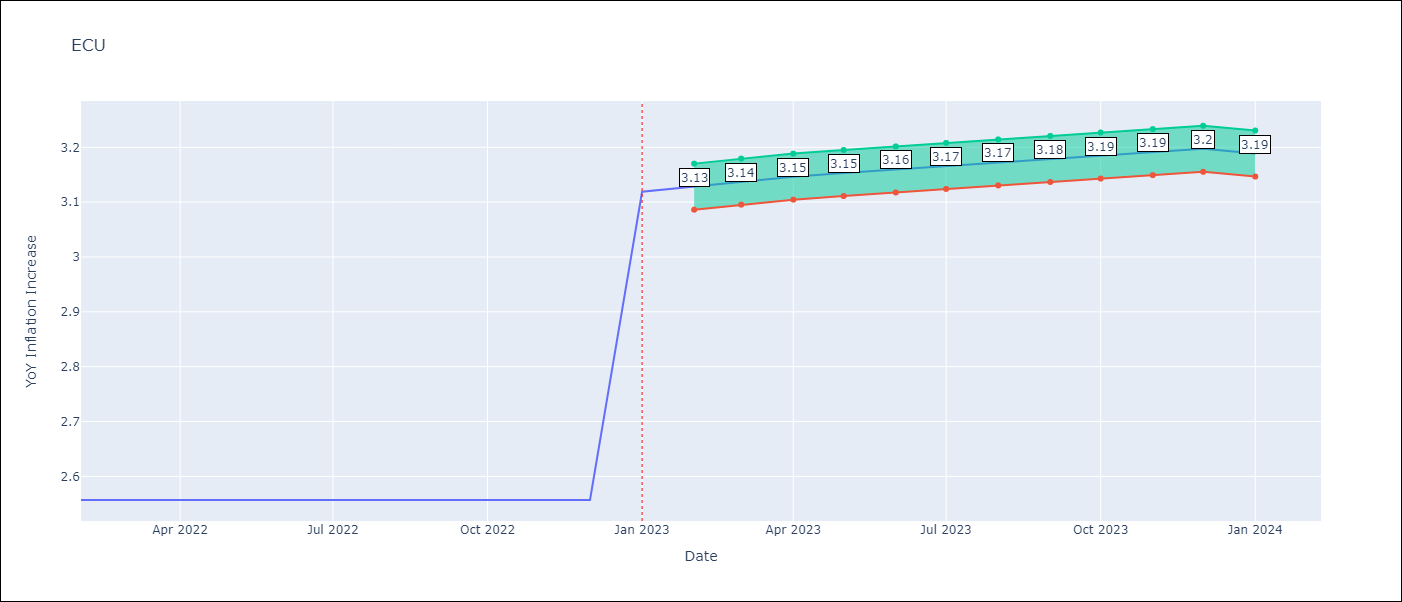 ECU
YoY Inflation Increase
3.2
3.1
3
2.9
2.8
2.7
2.6
3.13
3.14
3.15
3.15
3.16
3.17
3.17
3.18
3.19
3.19
3.2
3.19
Apr 2022
Jul 2022
Oct 2022
Jan 2023
Apr 2023
Jul 2023
Oct 2023
Jan 2024
Date